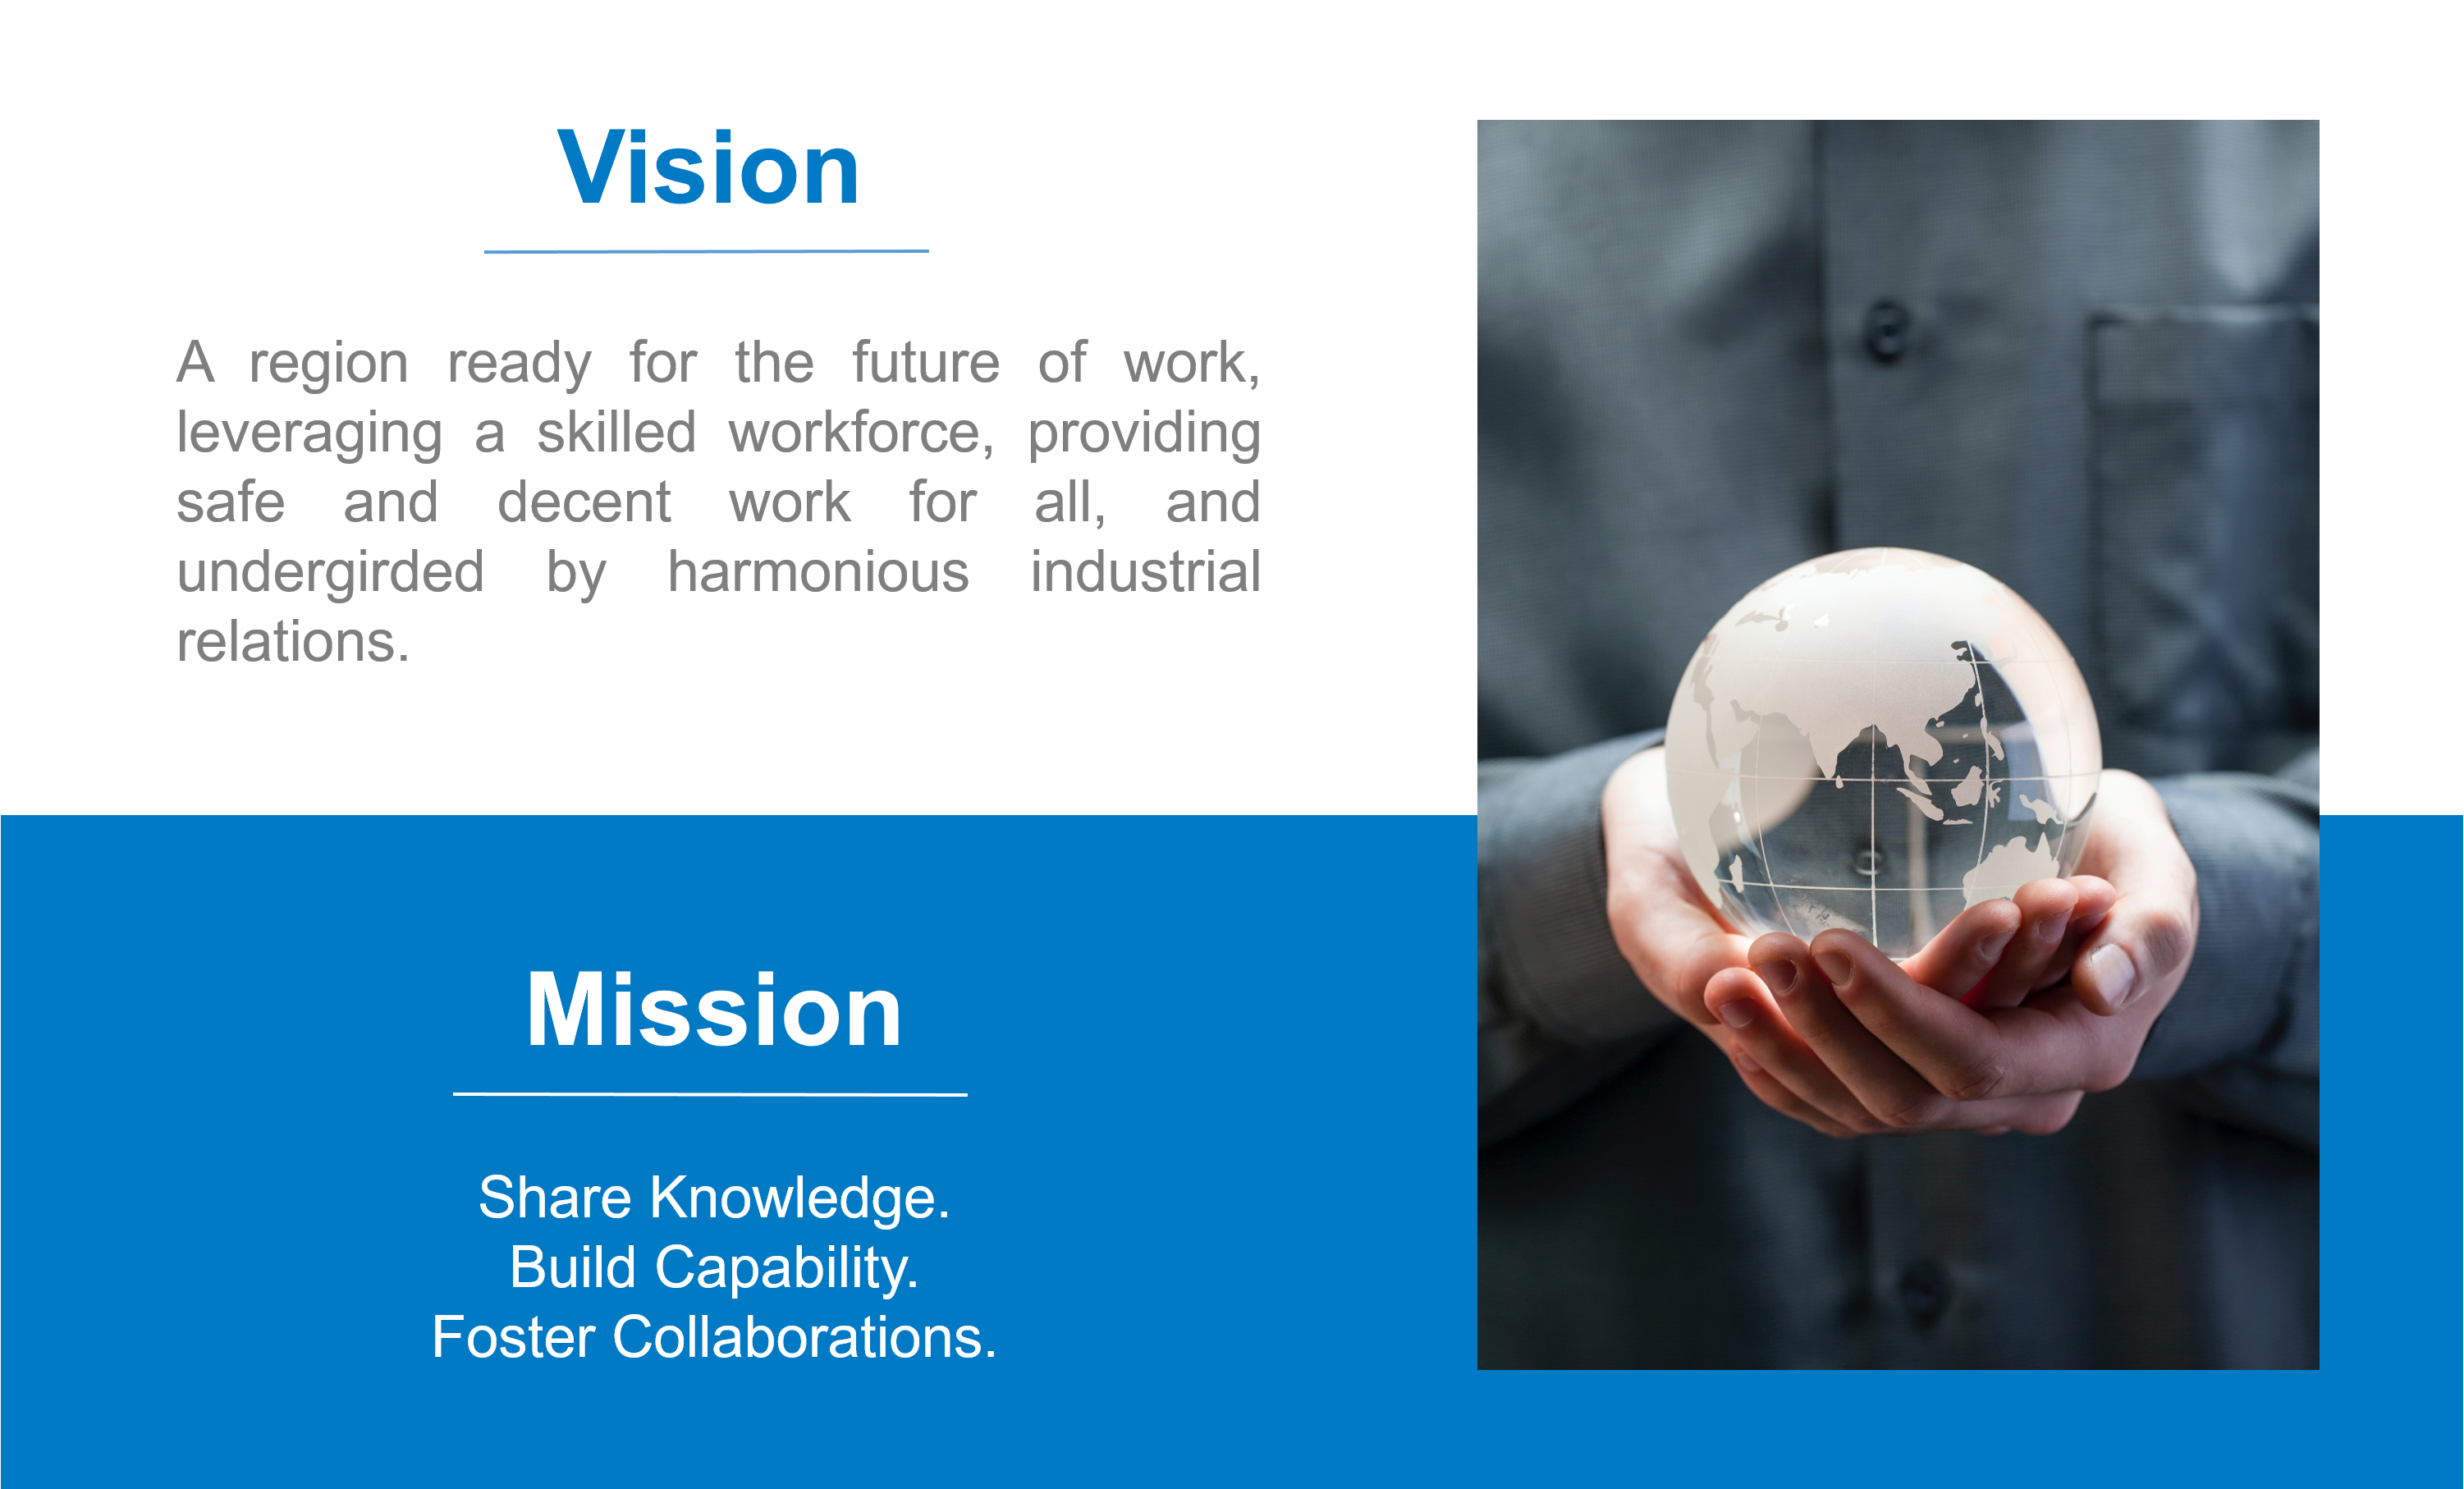 Vision
A region ready for the future of work,
leveraging a skilled workforce, providing
safe and decent work for all, and
undergirded by harmonious industrial
relations.
Mission
Share Knowledge.
Build Capability.
Foster Collaborations.